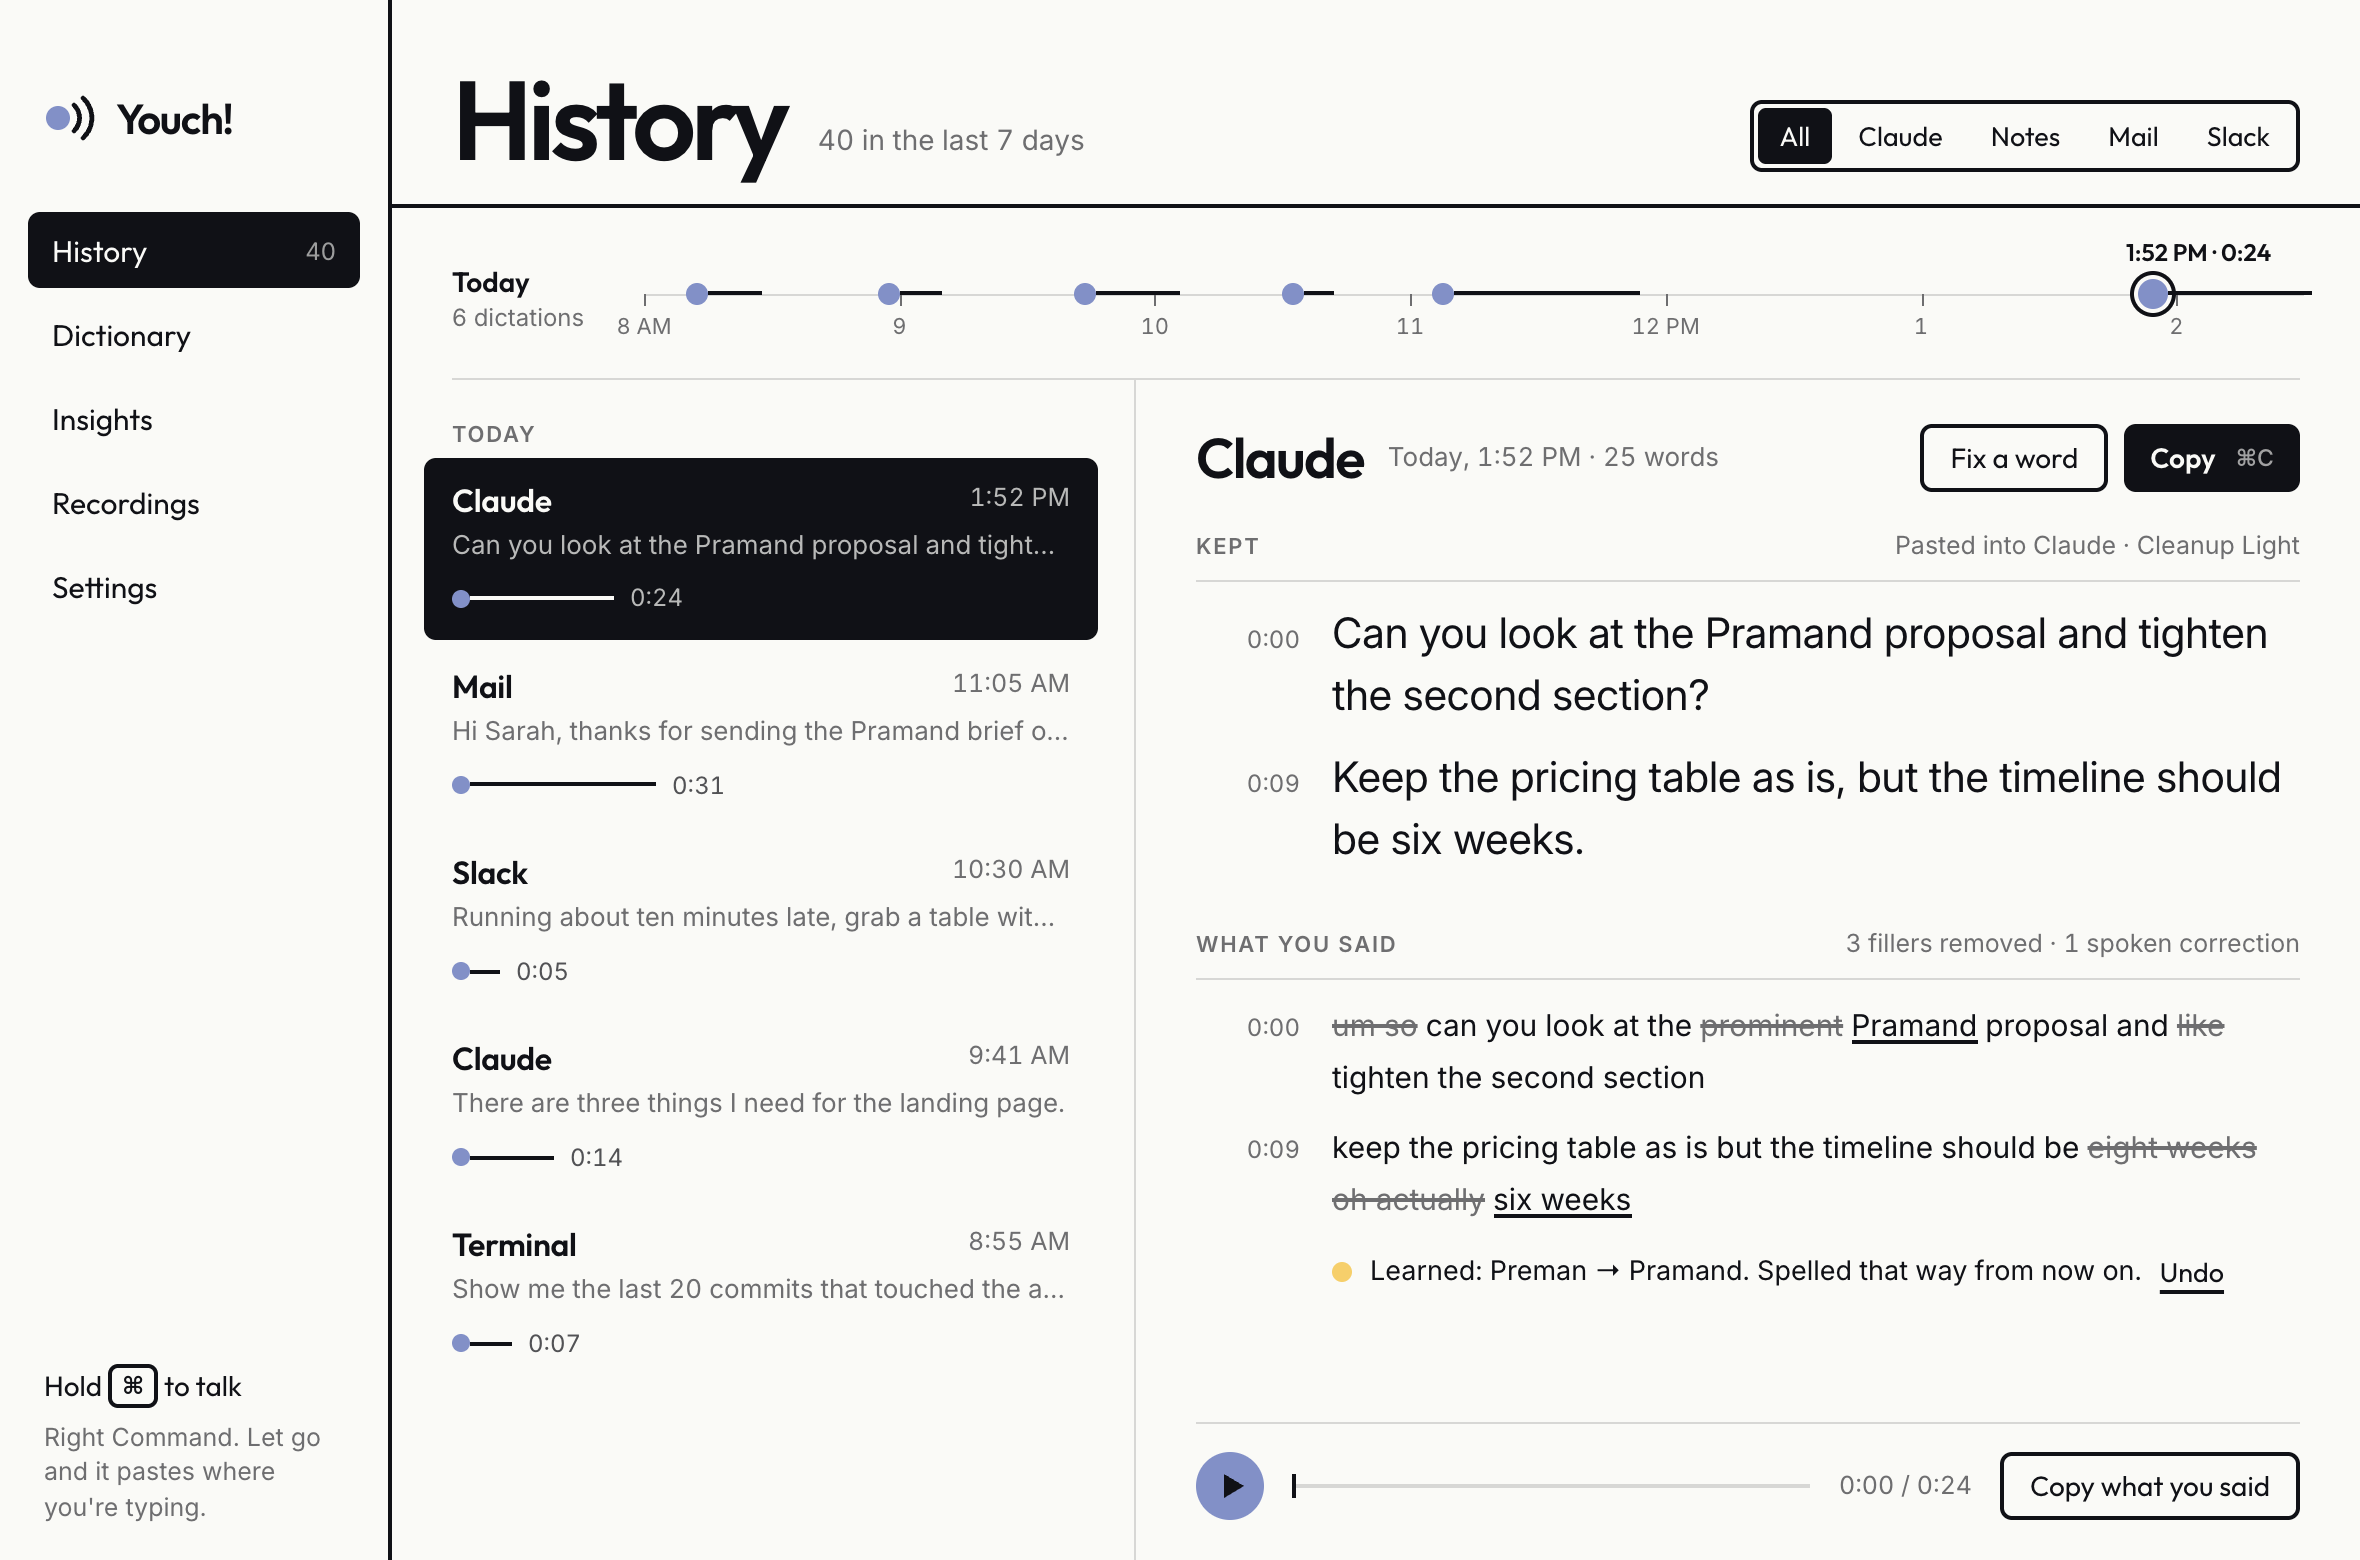 Youch!
History 40
Dictionary
Insights
Recordings
Settings
Hold ⌘ to talk
Right Command. Let go
and it pastes where
you're typing.
History 40 in the last 7 days
All Claude Notes Mail Slack
1:52 PM · 0:24
Today
6 dictations
8 AM 9 10 11 12 PM 1 2
TODAY
Claude 1:52 PM
Can you look at the Pramand proposal and tight...
0:24
Mail 11:05 AM
Hi Sarah, thanks for sending the Pramand brief o...
0:31
Slack 10:30 AM
Running about ten minutes late, grab a table wit...
0:05
Claude 9:41 AM
There are three things I need for the landing page.
0:14
Terminal 8:55 AM
Show me the last 20 commits that touched the a...
0:07
Claude Today, 1:52 PM · 25 words
Fix a word Copy ⌘C
KEPT Pasted into Claude · Cleanup Light
0:00 Can you look at the Pramand proposal and tighten
the second section?
0:09 Keep the pricing table as is, but the timeline should
be six weeks.
WHAT YOU SAID 3 fillers removed · 1 spoken correction
0:00 um so can you look at the prominent Pramand proposal and like
tighten the second section
0:09 keep the pricing table as is but the timeline should be eight weeks
oh actually six weeks
Learned: Preman → Pramand. Spelled that way from now on. Undo
0:00 / 0:24 Copy what you said